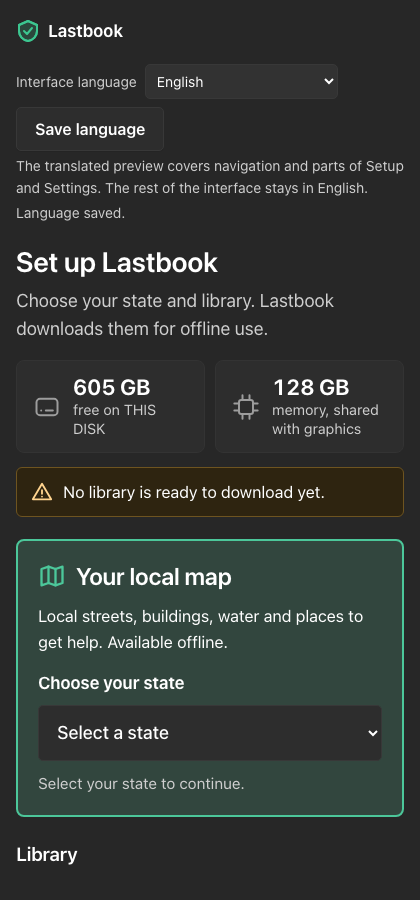 Lastbook
Interface language English
Save language
The translated preview covers navigation and parts of Setup
and Settings. The rest of the interface stays in English.
Language saved.
Set up Lastbook
Choose your state and library. Lastbook
downloads them for offline use.
605 GB
free on THIS
DISK
128 GB
memory, shared
with graphics
No library is ready to download yet.
Your local map
Local streets, buildings, water and places to
get help. Available offline.
Choose your state
Select a state
Select your state to continue.
Library